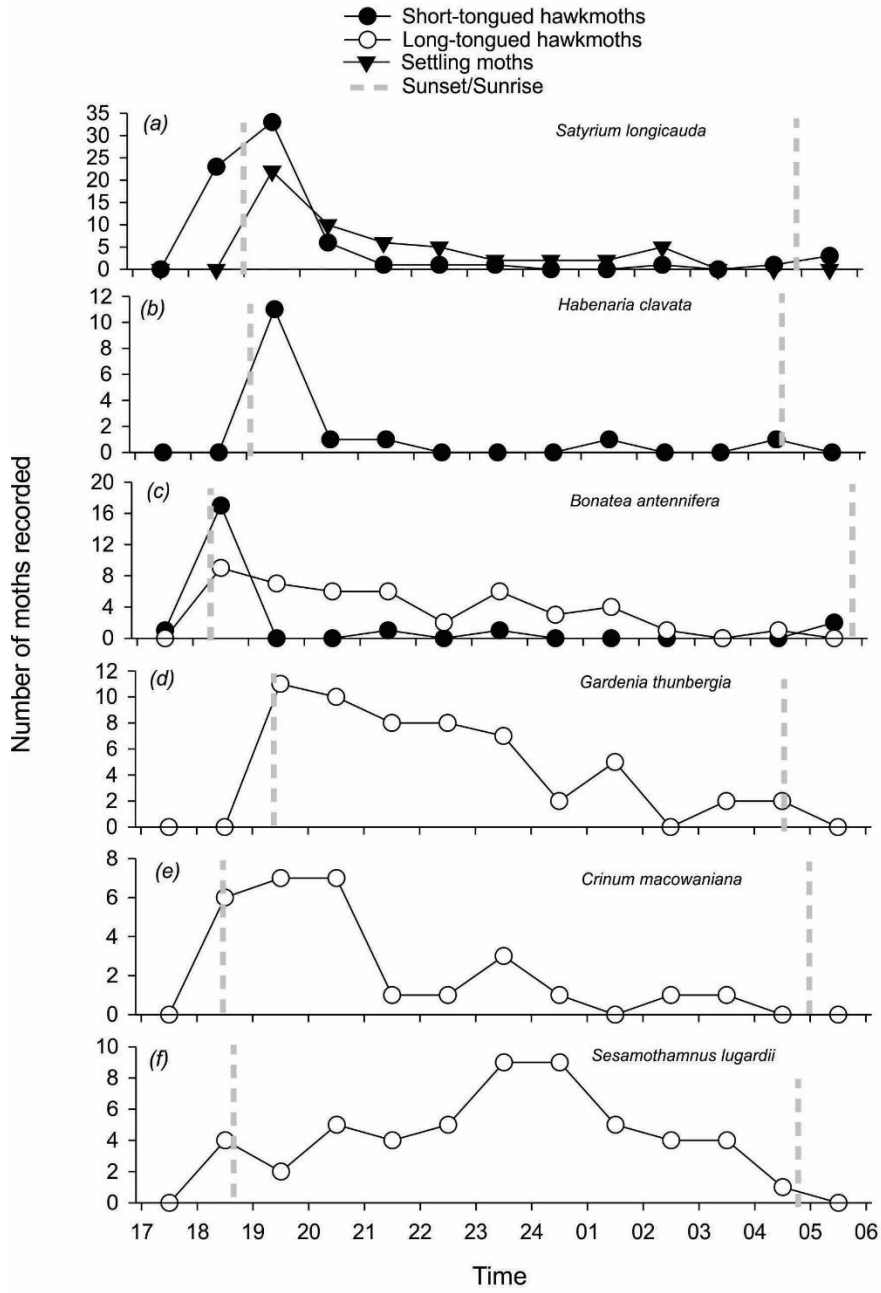 Short-tongued hawkmoths
Long-tongued hawkmoths
Settling moths
Sunset/Sunrise
Number of moths recorded
(a)
Satyrium longicauda
35
30
25
20
15
10
5
0
(b)
Habenaria clavata
12
10
8
6
4
2
0
(c)
Bonatea antennifera
20
16
12
8
4
0
(d)
Gardenia thunbergia
12
10
8
6
4
2
0
(e)
Crinum macowaniana
8
6
4
2
0
(f)
Sesamothamnus lugardii
10
8
6
4
2
0
17 18 19 20 21 22 23 24 01 02 03 04 05 06
Time